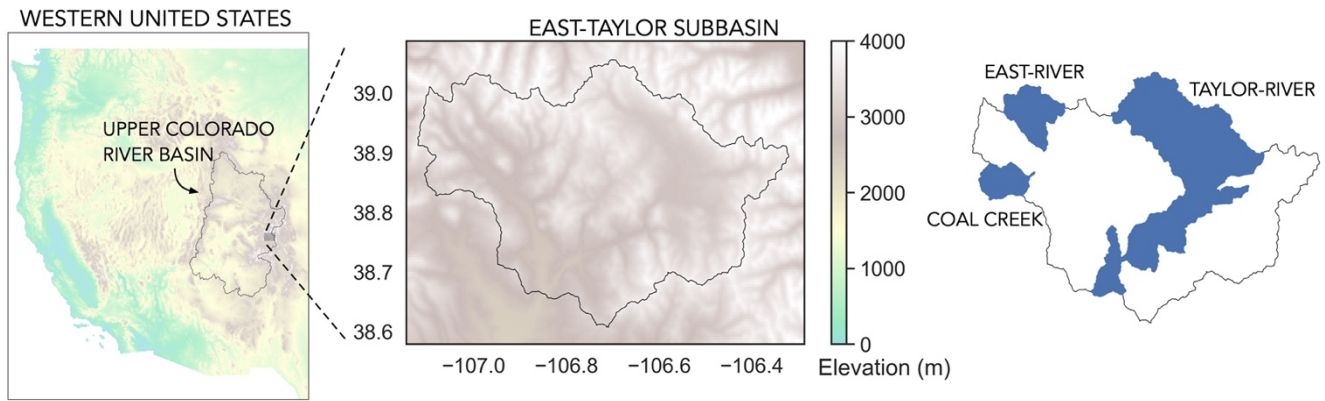 WESTERN UNITED STATES
UPPER COLORADO
RIVER BASIN
EAST-TAYLOR SUBBASIN
39.0
38.9
38.8
38.7
38.6
−107.0 −106.8 −106.6 −106.4
4000
3000
2000
1000
0
Elevation (m)
EAST-RIVER
TAYLOR-RIVER
COAL CREEK